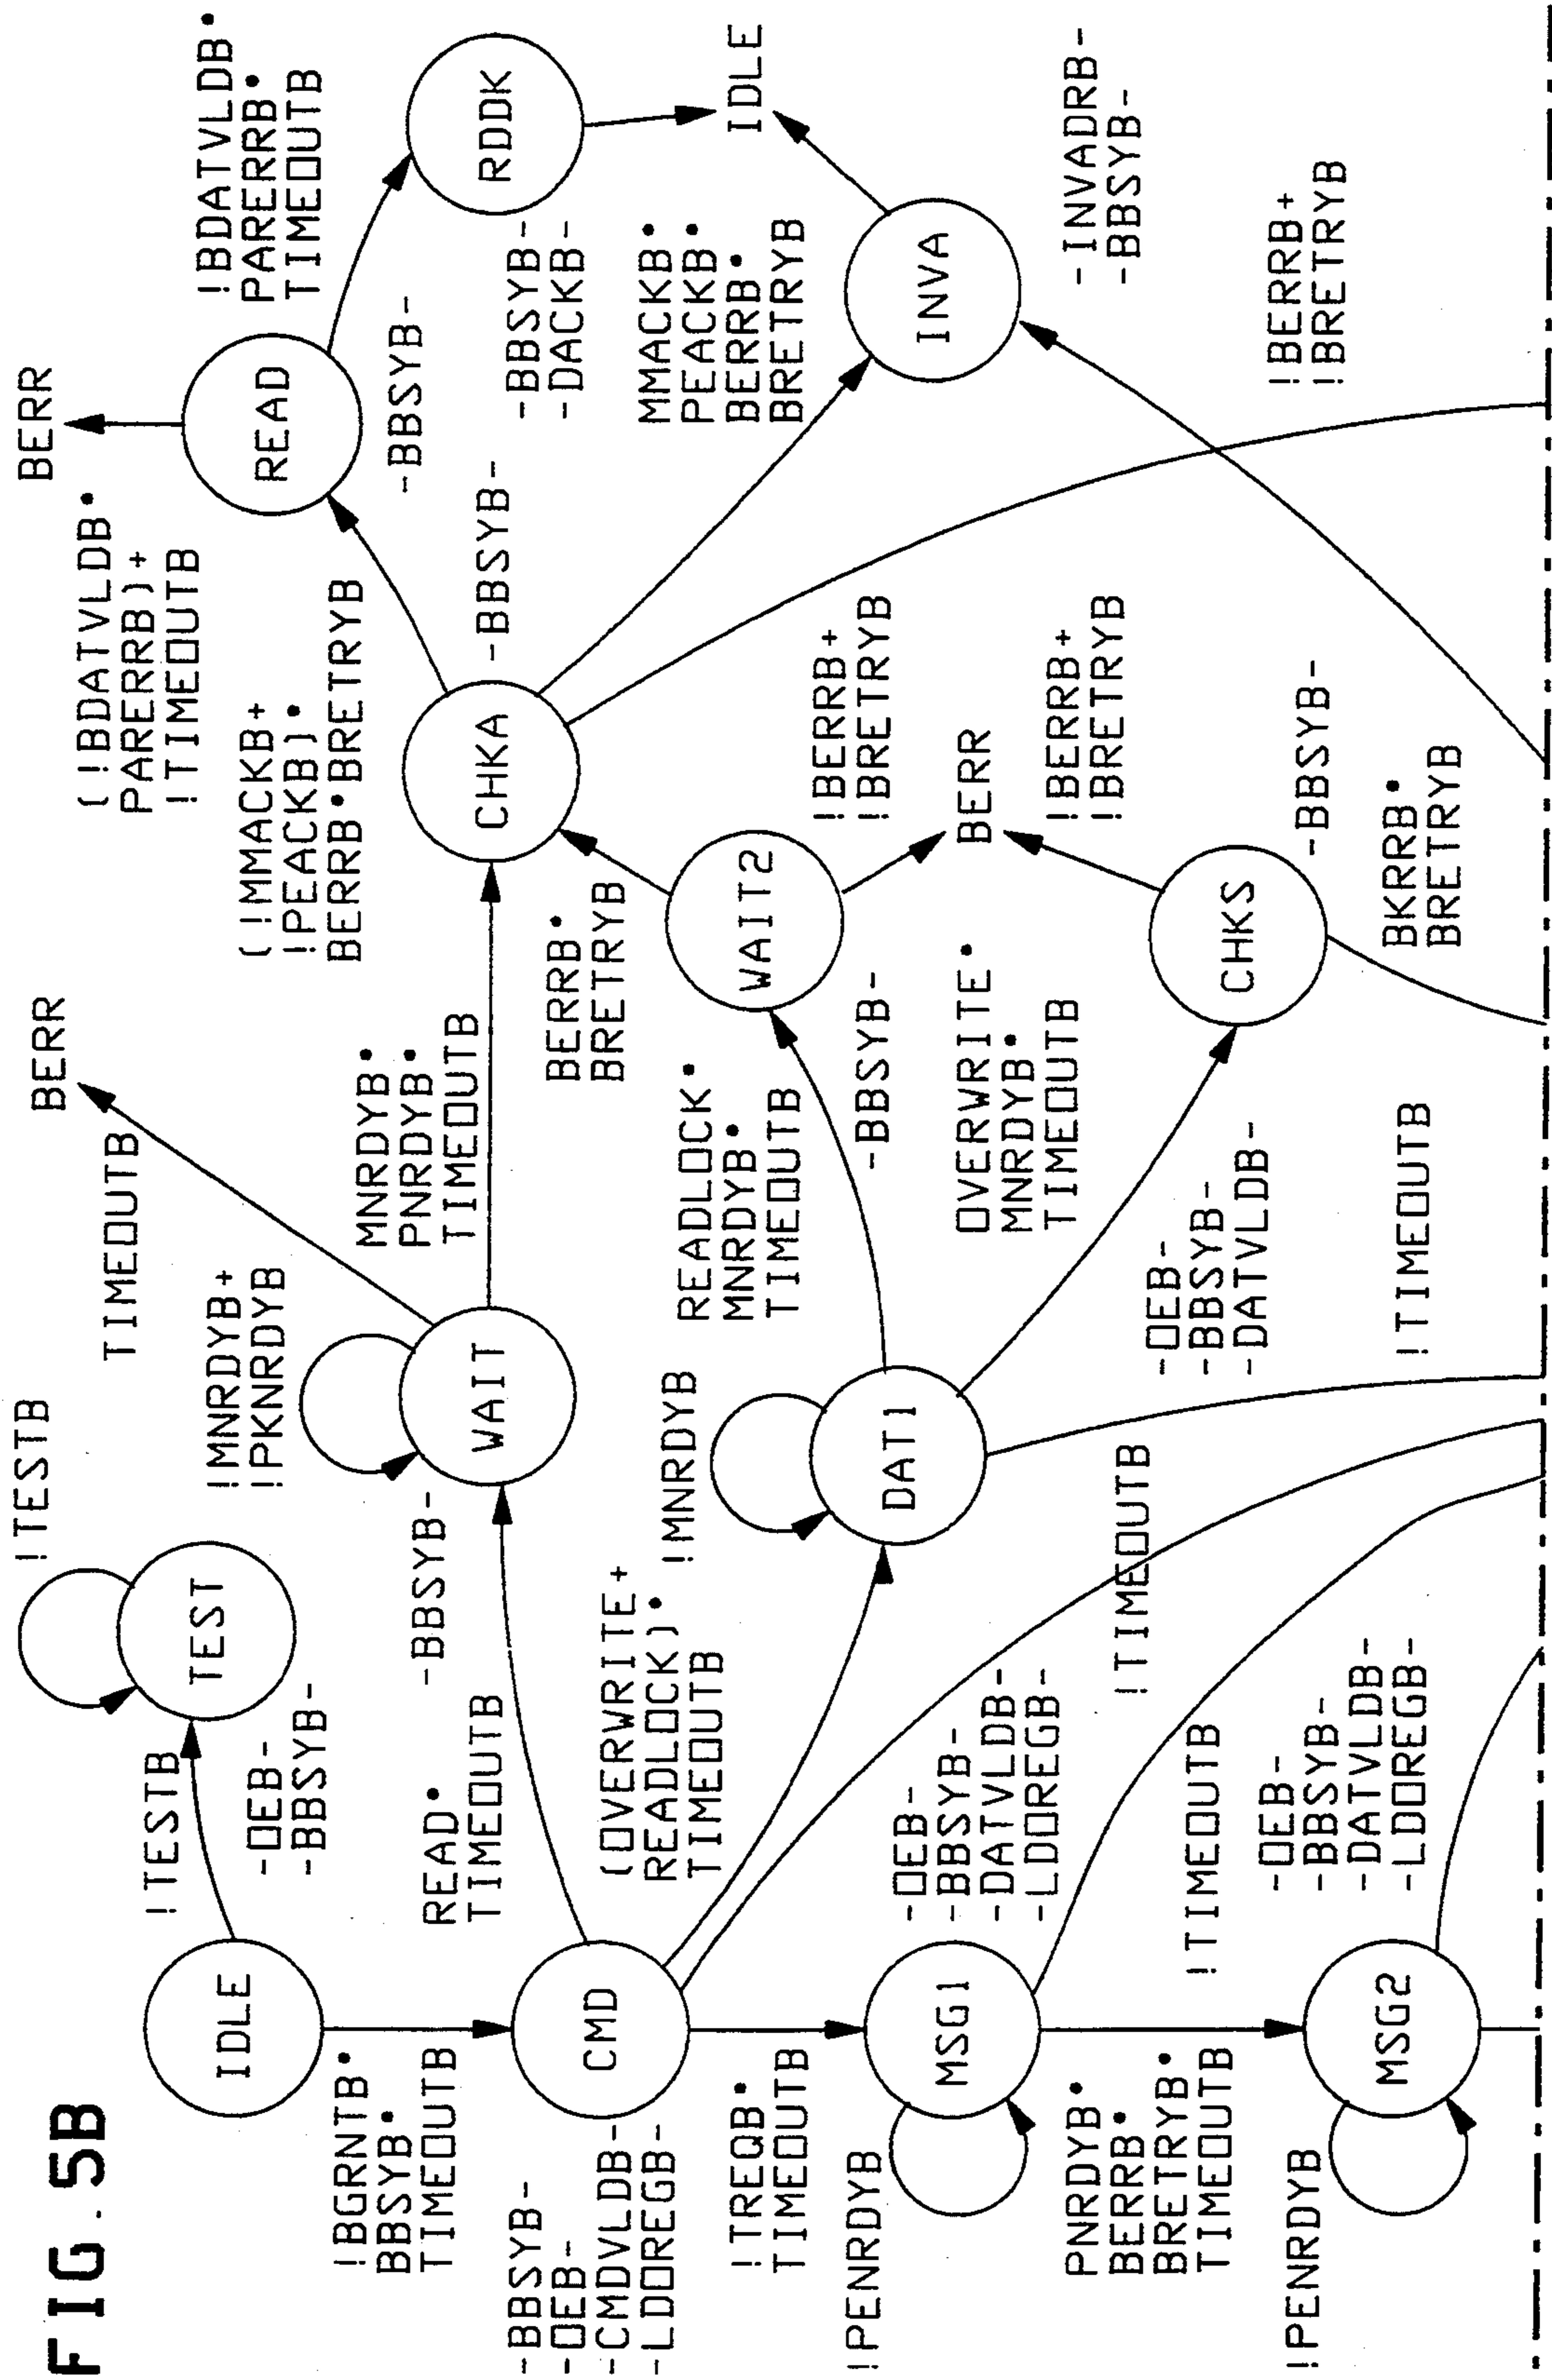 FIG. 5B
IDLE
!TESTB
TEST
!TESTB
-OEB-
-BBSYB-
!BGRNTB•
BBSYB•
TIMEOUTB
CMD
-BBSYB-
-OEB-
-CMDVLDB-
-LDOREGB-
READ•
TIMEOUTB
-BBSYB-
WAIT
!MNRDYB+
!PKNRDYB
TIMEOUTB
BERR
MNRDYB•
PNRDYB•
TIMEOUTB
CHKA
-BBSYB-
(!MMACKB+
!PEACKB)•
BERRB•BRETRYB
READ
-BBSYB-
BERR
(!BDATVLDB•
PARERRB)+
!TIMEOUTB
!BDATVLDB•
PARERRB•
TIMEOUTB
RDDK
-BBSYB-
-DACKB-
IDLE
MMACKB•
PEACKB•
BERRB•
BRETRYB
INVA
-INVADRB-
-BBSYB-
!BERRB+
!BRETRYB
(OVERWRITE+
READLOCK)•
TIMEOUTB
!MNRDYB
DAT1
READLOCK•
MNRDYB•
TIMEOUTB
-BBSYB-
WAIT2
BERRB•
BRETRYB
!BERRB+
!BRETRYB
BERR
!BERRB+
!BRETRYB
OVERWRITE•
MNRDYB•
TIMEOUTB
-OEB-
-BBSYB-
-DATVLDB-
CHKS
-BBSYB-
BKRRB•
BRETRYB
!TIMEOUTB
!TREQB•
TIMEOUTB
!PENRDYB
MSG1
-OEB-
-BBSYB-
-DATVLDB-
-LDOREGB-
!TIMEOUTB
PNRDYB•
BERRB•
BRETRYB•
TIMEOUTB
!TIMEOUTB
!PENRDYB
MSG2
-OEB-
-BBSYB-
-DATVLDB-
-LDOREGB-